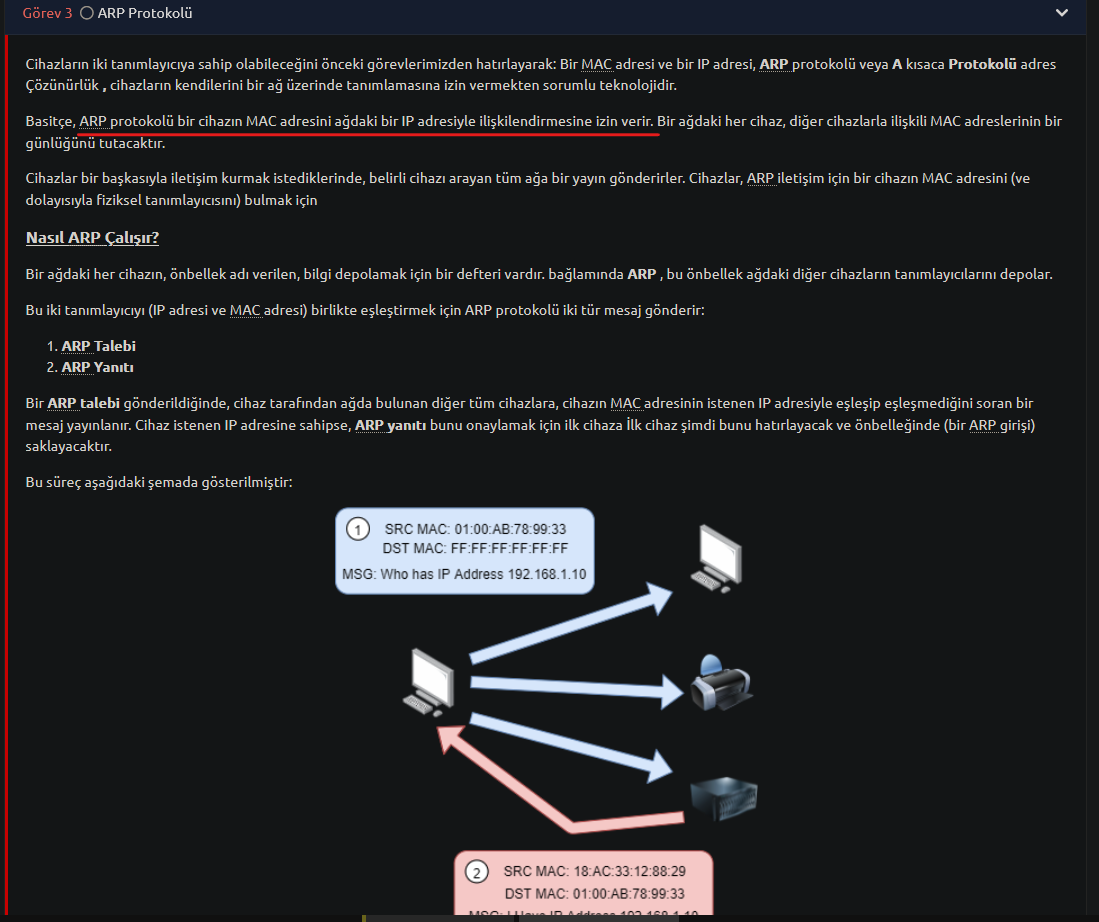 Görev 3 ARP Protokolü
Cihazların iki tanımlayıcıya sahip olabileceğini önceki görevlerimizden hatırlayarak: Bir MAC adresi ve bir IP adresi, ARP protokolü veya A kısaca Protokolü adres
Çözünürlük , cihazların kendilerini bir ağ üzerinde tanımlamasına izin vermekten sorumlu teknolojidir.
Basitçe, ARP protokolü bir cihazın MAC adresini ağdaki bir IP adresiyle ilişkilendirmesine izin verir. Bir ağdaki her cihaz, diğer cihazlarla ilişkili MAC adreslerinin bir
günlüğünü tutacaktır.
Cihazlar bir başkasıyla iletişim kurmak istediklerinde, belirli cihazı arayan tüm ağa bir yayın gönderirler. Cihazlar, ARP iletişim için bir cihazın MAC adresini (ve
dolayısıyla fiziksel tanımlayıcısını) bulmak için
Nasıl ARP Çalışır?
Bir ağdaki her cihazın, önbellek adı verilen, bilgi depolamak için bir defteri vardır. bağlamında ARP , bu önbellek ağdaki diğer cihazların tanımlayıcılarını depolar.
Bu iki tanımlayıcıyı (IP adresi ve MAC adresi) birlikte eşleştirmek için ARP protokolü iki tür mesaj gönderir:
1. ARP Talebi
2. ARP Yanıtı
Bir ARP talebi gönderildiğinde, cihaz tarafından ağda bulunan diğer tüm cihazlara, cihazın MAC adresinin istenen IP adresiyle eşleşip eşleşmediğini soran bir
mesaj yayınlanır. Cihaz istenen IP adresine sahipse, ARP yanıtı bunu onaylamak için ilk cihaza İlk cihaz şimdi bunu hatırlayacak ve önbelleğinde (bir ARP girişi)
saklayacaktır.
Bu süreç aşağıdaki şemada gösterilmiştir:
1 SRC MAC: 01:00:AB:78:99:33
DST MAC: FF:FF:FF:FF:FF:FF
MSG: Who has IP Address 192.168.1.10
2 SRC MAC: 18:AC:33:12:88:29
DST MAC: 01:00:AB:78:99:33
MSG: I Have IP Address 192.168.1.10